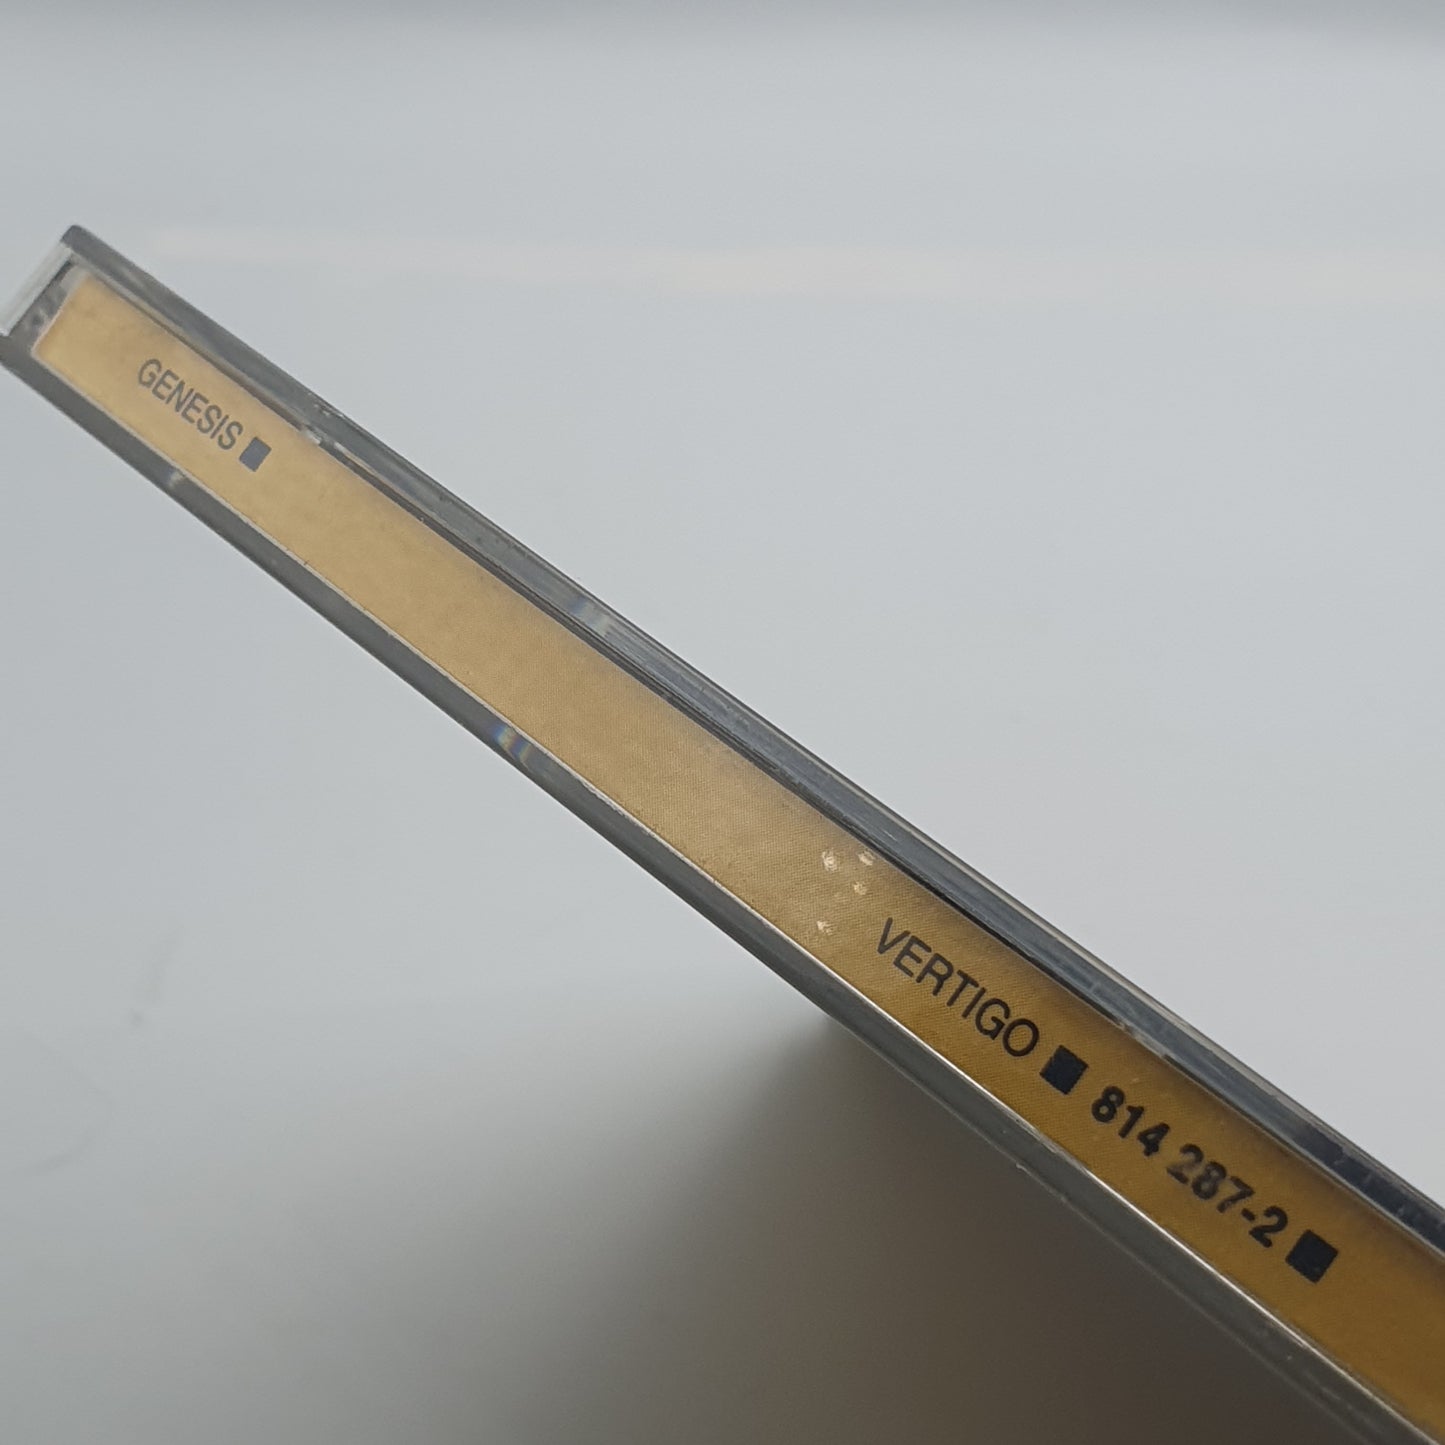 GENESIS ■ VERTIGO ■ 814 287-2 ■